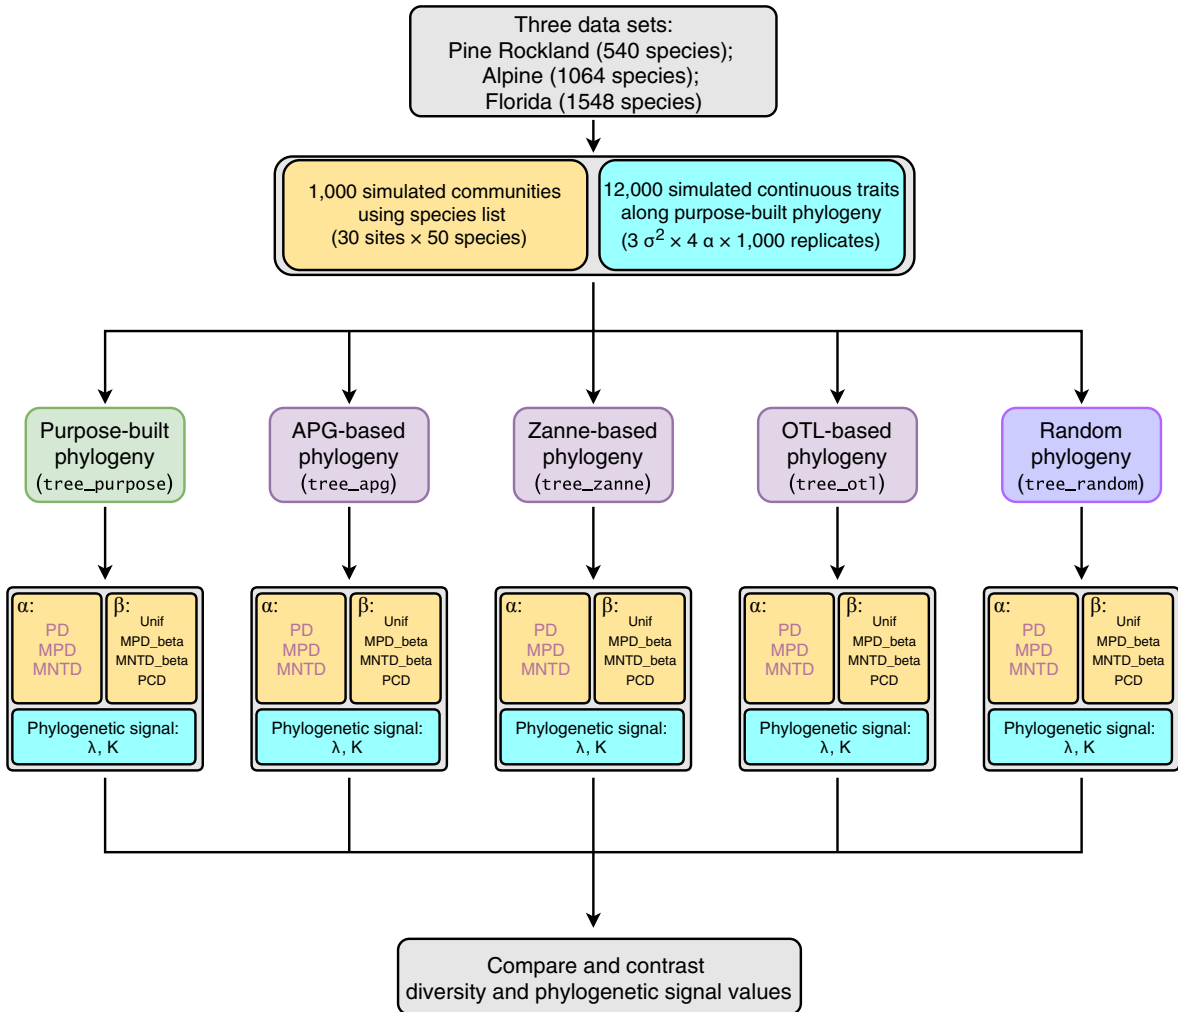 Three data sets:
Pine Rockland (540 species);
Alpine (1064 species);
Florida (1548 species)
1,000 simulated communities
using species list
(30 sites × 50 species)
12,000 simulated continuous traits
along purpose-built phylogeny
(3 σ² × 4 α × 1,000 replicates)
Purpose-built
phylogeny
(tree_purpose)
APG-based
phylogeny
(tree_apg)
Zanne-based
phylogeny
(tree_zanne)
OTL-based
phylogeny
(tree_otl)
Random
phylogeny
(tree_random)
α:
PD
MPD
MNTD
β:
Unif
MPD_beta
MNTD_beta
PCD
Phylogenetic signal:
λ, K
α:
PD
MPD
MNTD
β:
Unif
MPD_beta
MNTD_beta
PCD
Phylogenetic signal:
λ, K
α:
PD
MPD
MNTD
β:
Unif
MPD_beta
MNTD_beta
PCD
Phylogenetic signal:
λ, K
α:
PD
MPD
MNTD
β:
Unif
MPD_beta
MNTD_beta
PCD
Phylogenetic signal:
λ, K
α:
PD
MPD
MNTD
β:
Unif
MPD_beta
MNTD_beta
PCD
Phylogenetic signal:
λ, K
Compare and contrast
diversity and phylogenetic signal values